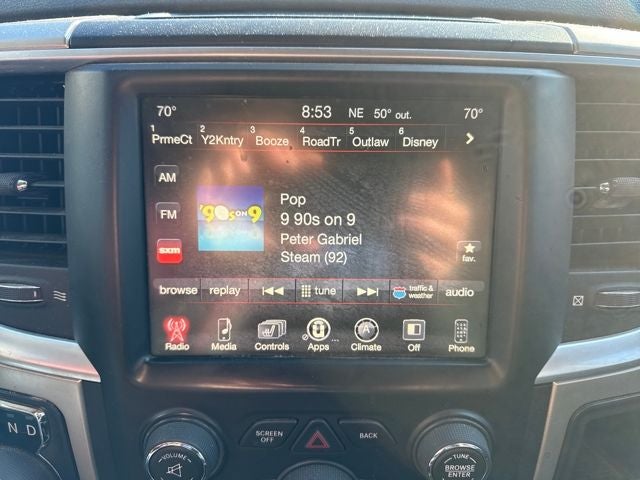 70° 8:53 NE 50° out. 70°
1 PrmeCt 2 Y2Kntry 3 Booze 4 RoadTr 5 Outlaw 6 Disney
AM
FM
sxm
'90s ON 9
Pop
9 90s on 9
Peter Gabriel
Steam (92)
fav.
browse replay tune traffic & weather audio
Radio Media Controls Apps Climate Off Phone
N D
SCREEN OFF
BACK
VOLUME
TUNE
BROWSE ENTER